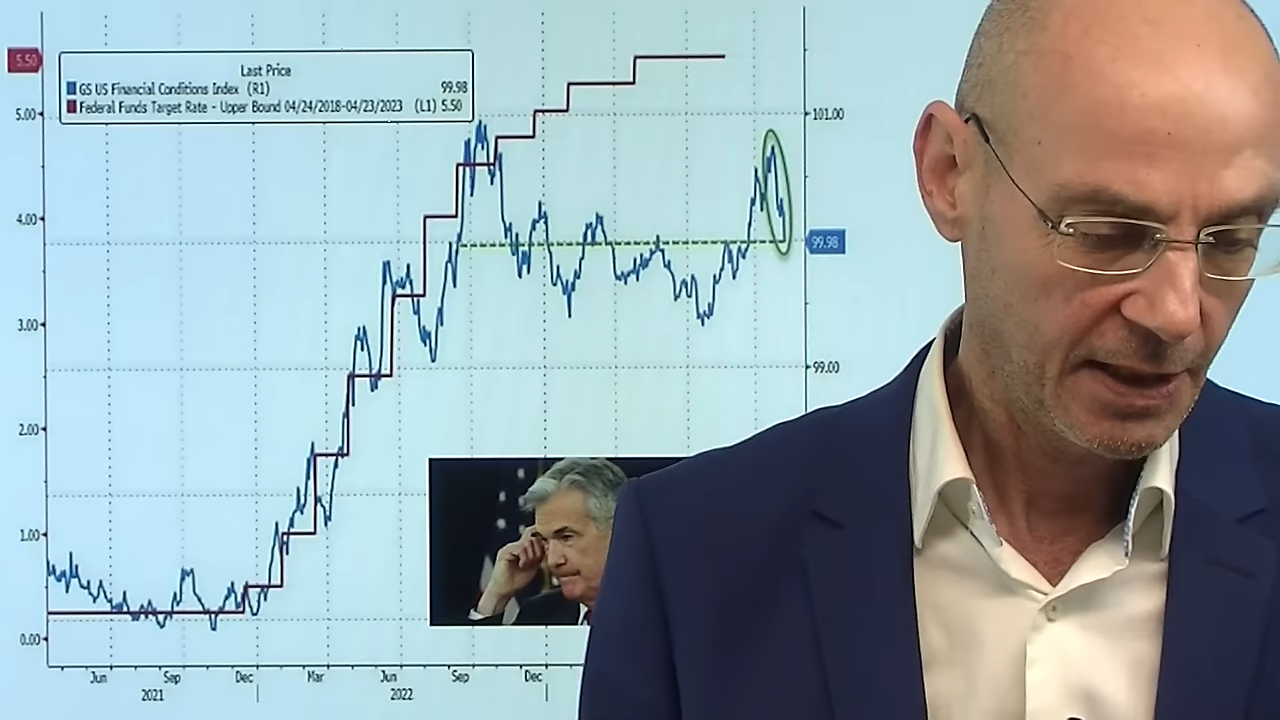 5.50
Last Price
GS US Financial Conditions Index (R1) 99.98
Federal Funds Target Rate - Upper Bound 04/24/2018-04/23/2023 (L1) 5.50
5.00
4.00
3.00
2.00
1.00
0.00
101.00
99.98
99.00
Jun Sep Dec Mar Jun Sep Dec
2021 2022